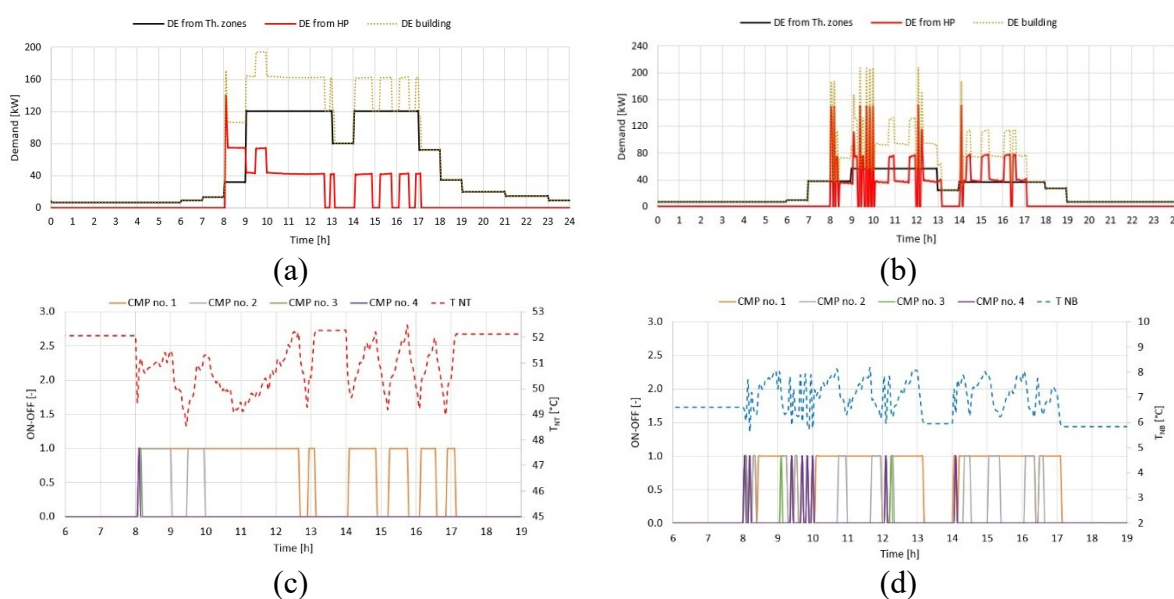 DE from Th. zones DE from HP DE building
200
160
120
80
40
0
Demand [kW]
0 1 2 3 4 5 6 7 8 9 10 11 12 13 14 15 16 17 18 19 20 21 22 23 24
Time [h]
(a)
DE from Th. zones DE from HP DE building
240
200
160
120
80
40
0
Demand [kW]
0 1 2 3 4 5 6 7 8 9 10 11 12 13 14 15 16 17 18 19 20 21 22 23 24
Time [h]
(b)
CMP no. 1 CMP no. 2 CMP no. 3 CMP no. 4 T NT
3.0 52
2.5 51
2.0 50
1.5 49
1.0 48
0.5 47
0.0 46
45
ON-OFF [-]
T_NT [°C]
6 7 8 9 10 11 12 13 14 15 16 17 18 19
Time [h]
(c)
CMP no. 1 CMP no. 2 CMP no. 3 CMP no. 4 T NB
3.0 10
2.5 9
2.0 8
1.5 7
1.0 6
0.5 5
0.0 4
3
2
ON-OFF [-]
T_NB [°C]
6 7 8 9 10 11 12 13 14 15 16 17 18 19
Time [h]
(d)